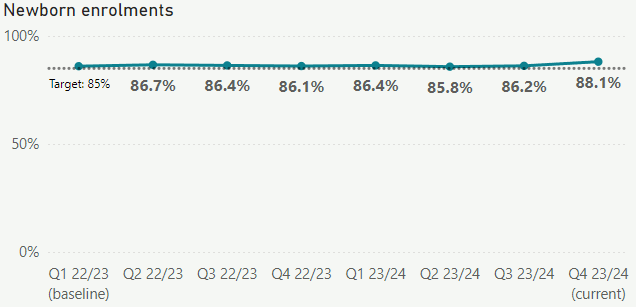 Newborn enrolments
100%
Target: 85%
86.7%
86.4%
86.1%
86.4%
85.8%
86.2%
88.1%
50%
0%
Q1 22/23 Q2 22/23 Q3 22/23 Q4 22/23 Q1 23/24 Q2 23/24 Q3 23/24 Q4 23/24
(baseline) (current)